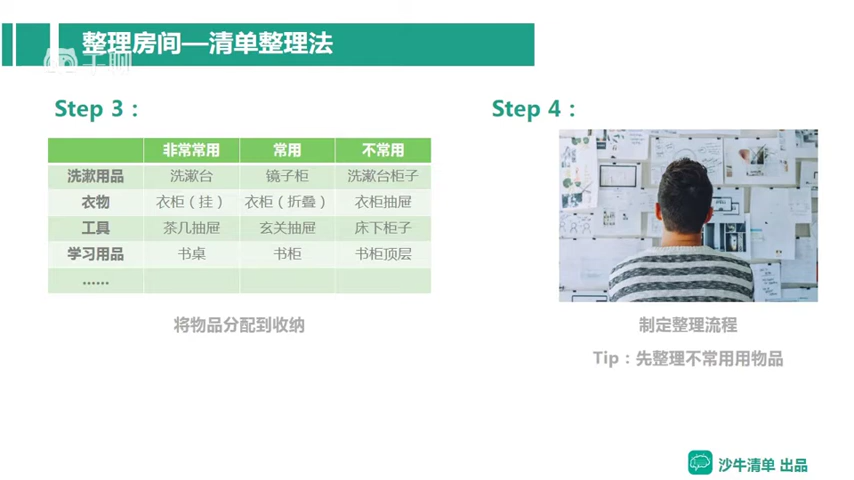 整理房间—清单整理法
千聊
Step 3：
非常常用 常用 不常用
洗漱用品 洗漱台 镜子柜 洗漱台柜子
衣物 衣柜（挂） 衣柜（折叠） 衣柜抽屉
工具 茶几抽屉 玄关抽屉 床下柜子
学习用品 书桌 书柜 书柜顶层
......
将物品分配到收纳
Step 4：
制定整理流程
Tip：先整理不常用用物品
沙牛清单 出品